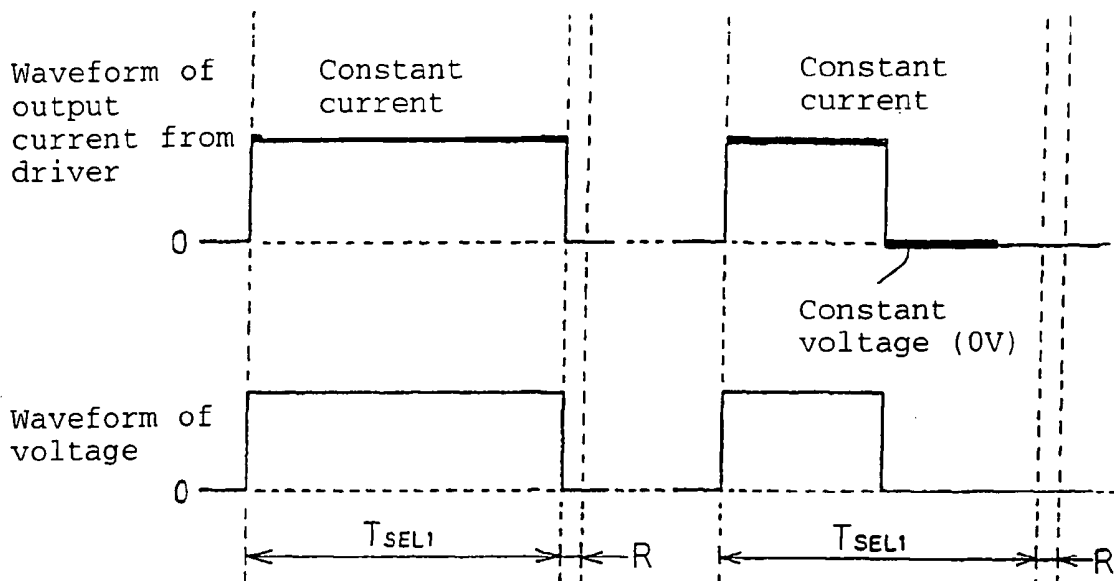 Waveform of
output
current from
driver
Constant
current
Constant
current
0
Constant
voltage (0V)
Waveform of
voltage
0
TSEL1
R
TSEL1
R